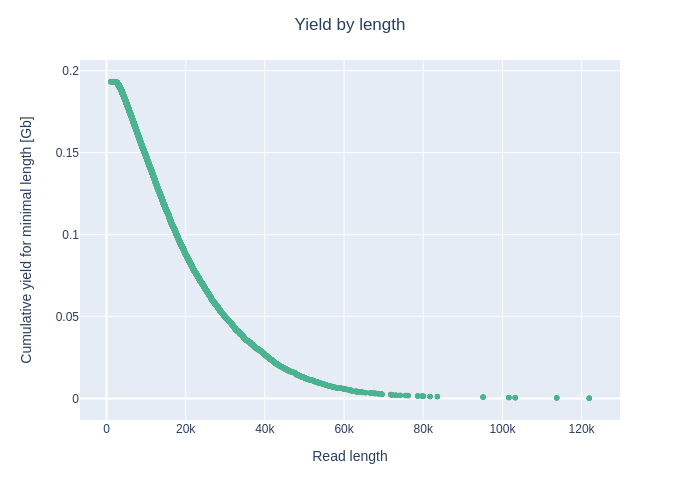 Yield by length
Cumulative yield for minimal length [Gb]
0.2
0.15
0.1
0.05
0
0
20k
40k
60k
80k
100k
120k
Read length